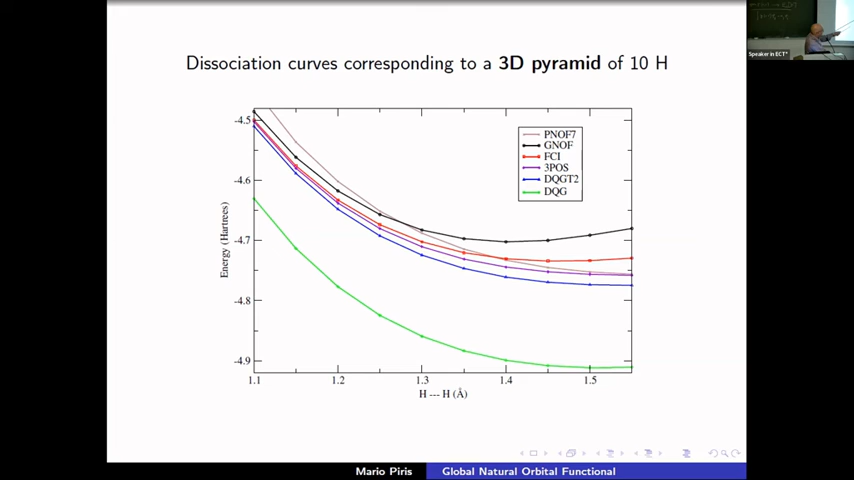 Dissociation curves corresponding to a 3D pyramid of 10 H
PNOF7
GNOF
FCI
3POS
DQGT2
DQG
-4.5
-4.6
-4.7
-4.8
-4.9
Energy (Hartrees)
1.1 1.2 1.3 1.4 1.5
H --- H (Å)
Mario Piris Global Natural Orbital Functional
Speaker in ECT*